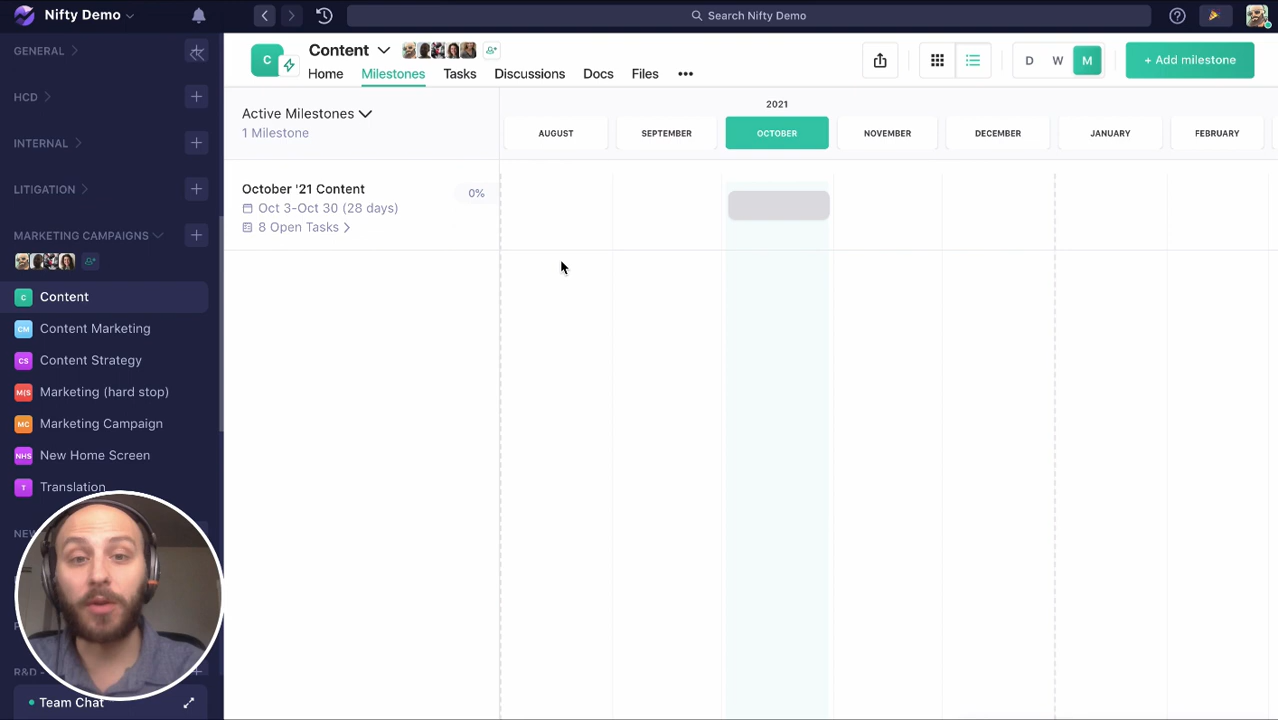 Nifty Demo
Search Nifty Demo
GENERAL
HCD
INTERNAL
LITIGATION
MARKETING CAMPAIGNS
C Content
CM Content Marketing
CS Content Strategy
M(S Marketing (hard stop)
MC Marketing Campaign
NHS New Home Screen
T Translation
NEW
R&D -
Team Chat
C
Content
Home Milestones Tasks Discussions Docs Files
D W M
+ Add milestone
Active Milestones
1 Milestone
2021
AUGUST SEPTEMBER OCTOBER NOVEMBER DECEMBER JANUARY FEBRUARY
October '21 Content
0%
Oct 3-Oct 30 (28 days)
8 Open Tasks